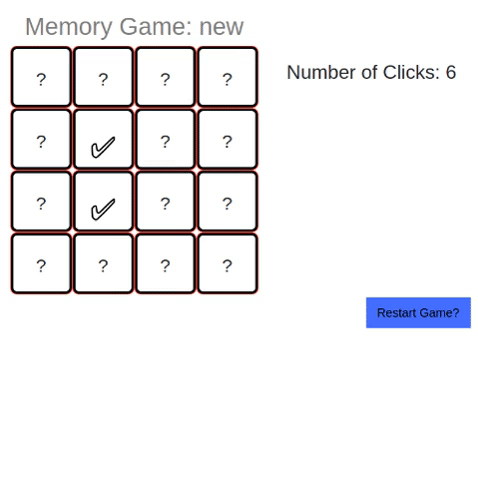 Memory Game: new
Number of Clicks: 6
? ? ? ?
? ✓ ? ?
? ✓ ? ?
? ? ? ?
Restart Game?